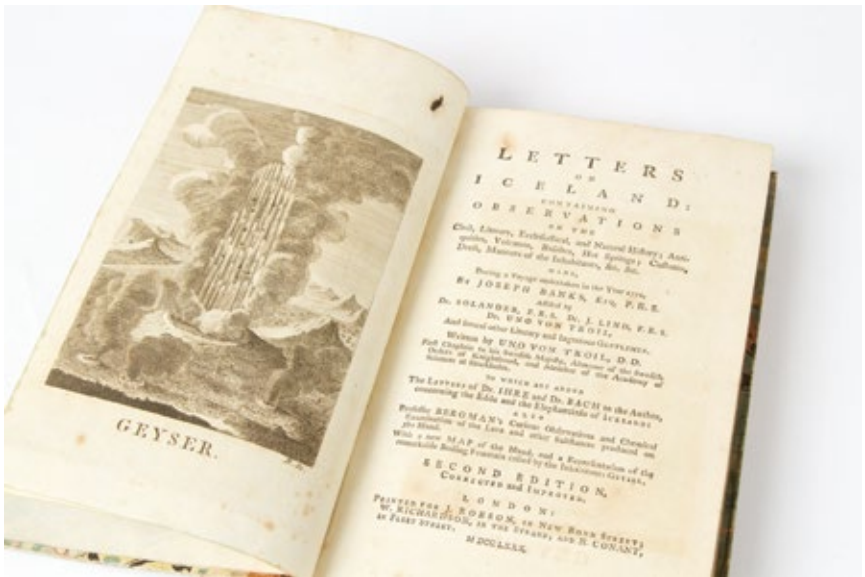 GEYSER.
LETTERS
ON
ICELAND:
CONTAINING
OBSERVATIONS
ON THE
Civil, Literary, Ecclesiastical, and Natural History; Anti-
quities, Volcanos, Basaltes, Hot Springs; Customs,
Dress, Manners of the Inhabitants, &c. &c.
MADE,
During a Voyage undertaken in the Year 1772,
By JOSEPH BANKS, Esq. F.R.S.
Assisted by
Dr. SOLANDER, F.R.S. Dr. J. LIND, F.R.S.
Dr. UNO VON TROIL,
And several other Literary and Ingenious GENTLEMEN.
Written by UNO VON TROIL, D.D.
First Chaplain to his Swedish Majesty, Almoner of the Swedish
Orders of Knighthood, and Member of the Academy of
Sciences at Stockholm.
TO WHICH ARE ADDED
The LETTERS of Dr. IHRE and Dr. BACH to the Author,
concerning the Edda and the Elephantiasis of ICELAND:
ALSO
Professor BERGMAN's Curious Observations and Chemical
Examination of the Lava and other Substances produced on
the Island.
With a new MAP of the Island, and a Representation of the
remarkable Boiling Fountain called by the Inhabitants GEYSER.
SECOND EDITION,
CORRECTED and IMPROVED.
LONDON:
PRINTED FOR J. ROBSON, IN NEW BOND STREET;
W. RICHARDSON, IN THE STRAND; AND N. CONANT,
IN FLEET STREET.
MDCCLXXX.